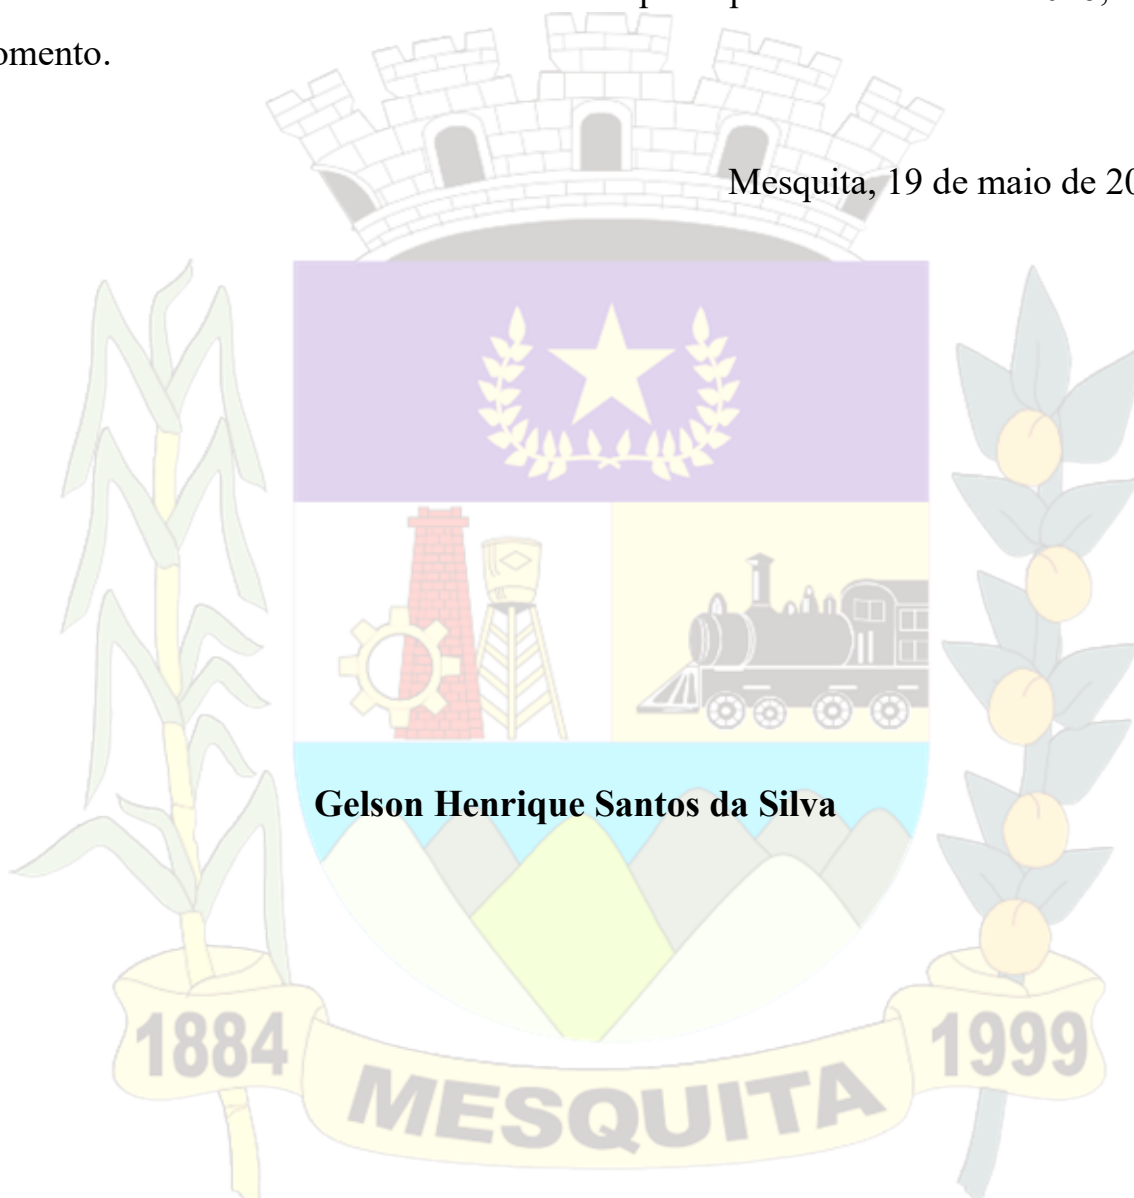 omento.
Mesquita, 19 de maio de 20
Gelson Henrique Santos da Silva
1884
1999
MESQUITA